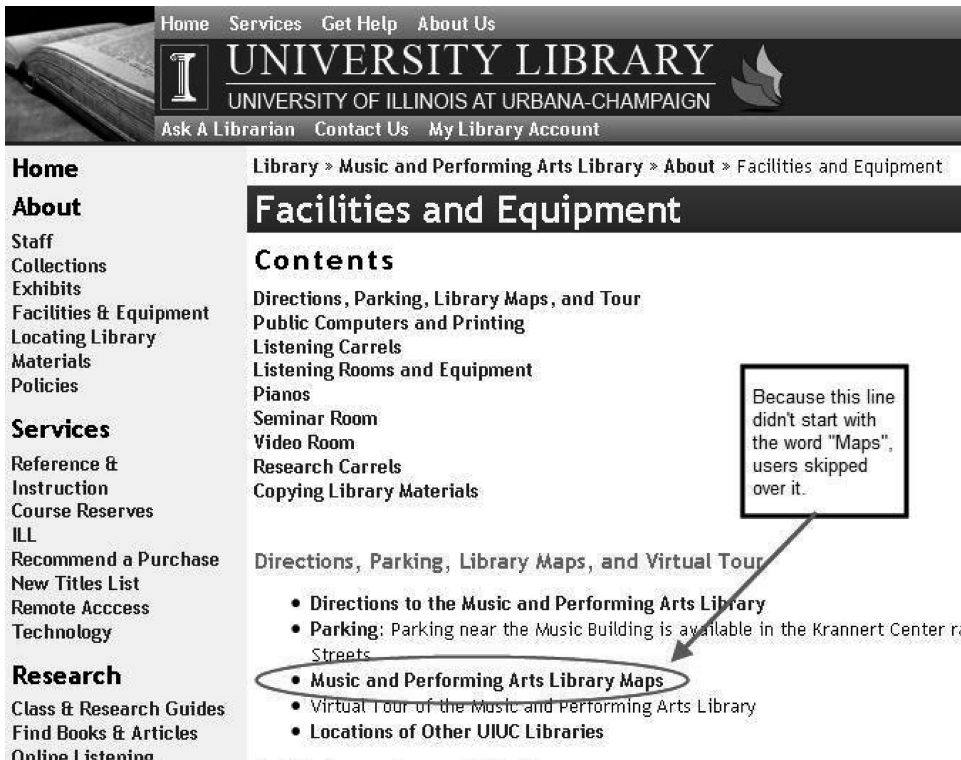 Home Services Get Help About Us
I UNIVERSITY LIBRARY
UNIVERSITY OF ILLINOIS AT URBANA-CHAMPAIGN
Ask A Librarian Contact Us My Library Account
Home
About
Staff
Collections
Exhibits
Facilities & Equipment
Locating Library
Materials
Policies
Services
Reference &
Instruction
Course Reserves
ILL
Recommend a Purchase
New Titles List
Remote Acccess
Technology
Research
Class & Research Guides
Find Books & Articles
Online Listening
Library » Music and Performing Arts Library » About » Facilities and Equipment
Facilities and Equipment
Contents
Directions, Parking, Library Maps, and Tour
Public Computers and Printing
Listening Carrels
Listening Rooms and Equipment
Pianos
Seminar Room
Video Room
Research Carrels
Copying Library Materials
Because this line
didn't start with
the word "Maps",
users skipped
over it.
Directions, Parking, Library Maps, and Virtual Tour
• Directions to the Music and Performing Arts Library
• Parking: Parking near the Music Building is available in the Krannert Center
Streets
• Music and Performing Arts Library Maps
• Virtual Tour of the Music and Performing Arts Library
• Locations of Other UIUC Libraries